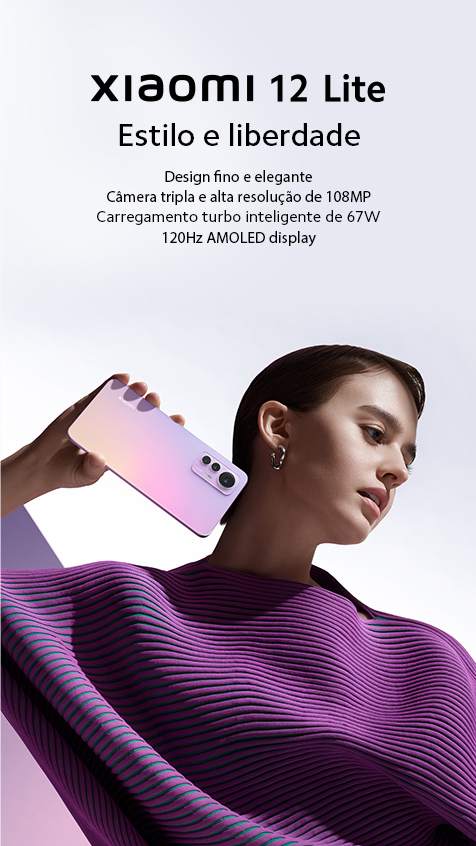 xiaomi 12 Lite
Estilo e liberdade
Design fino e elegante
Câmera tripla e alta resolução de 108MP
Carregamento turbo inteligente de 67W
120Hz AMOLED display